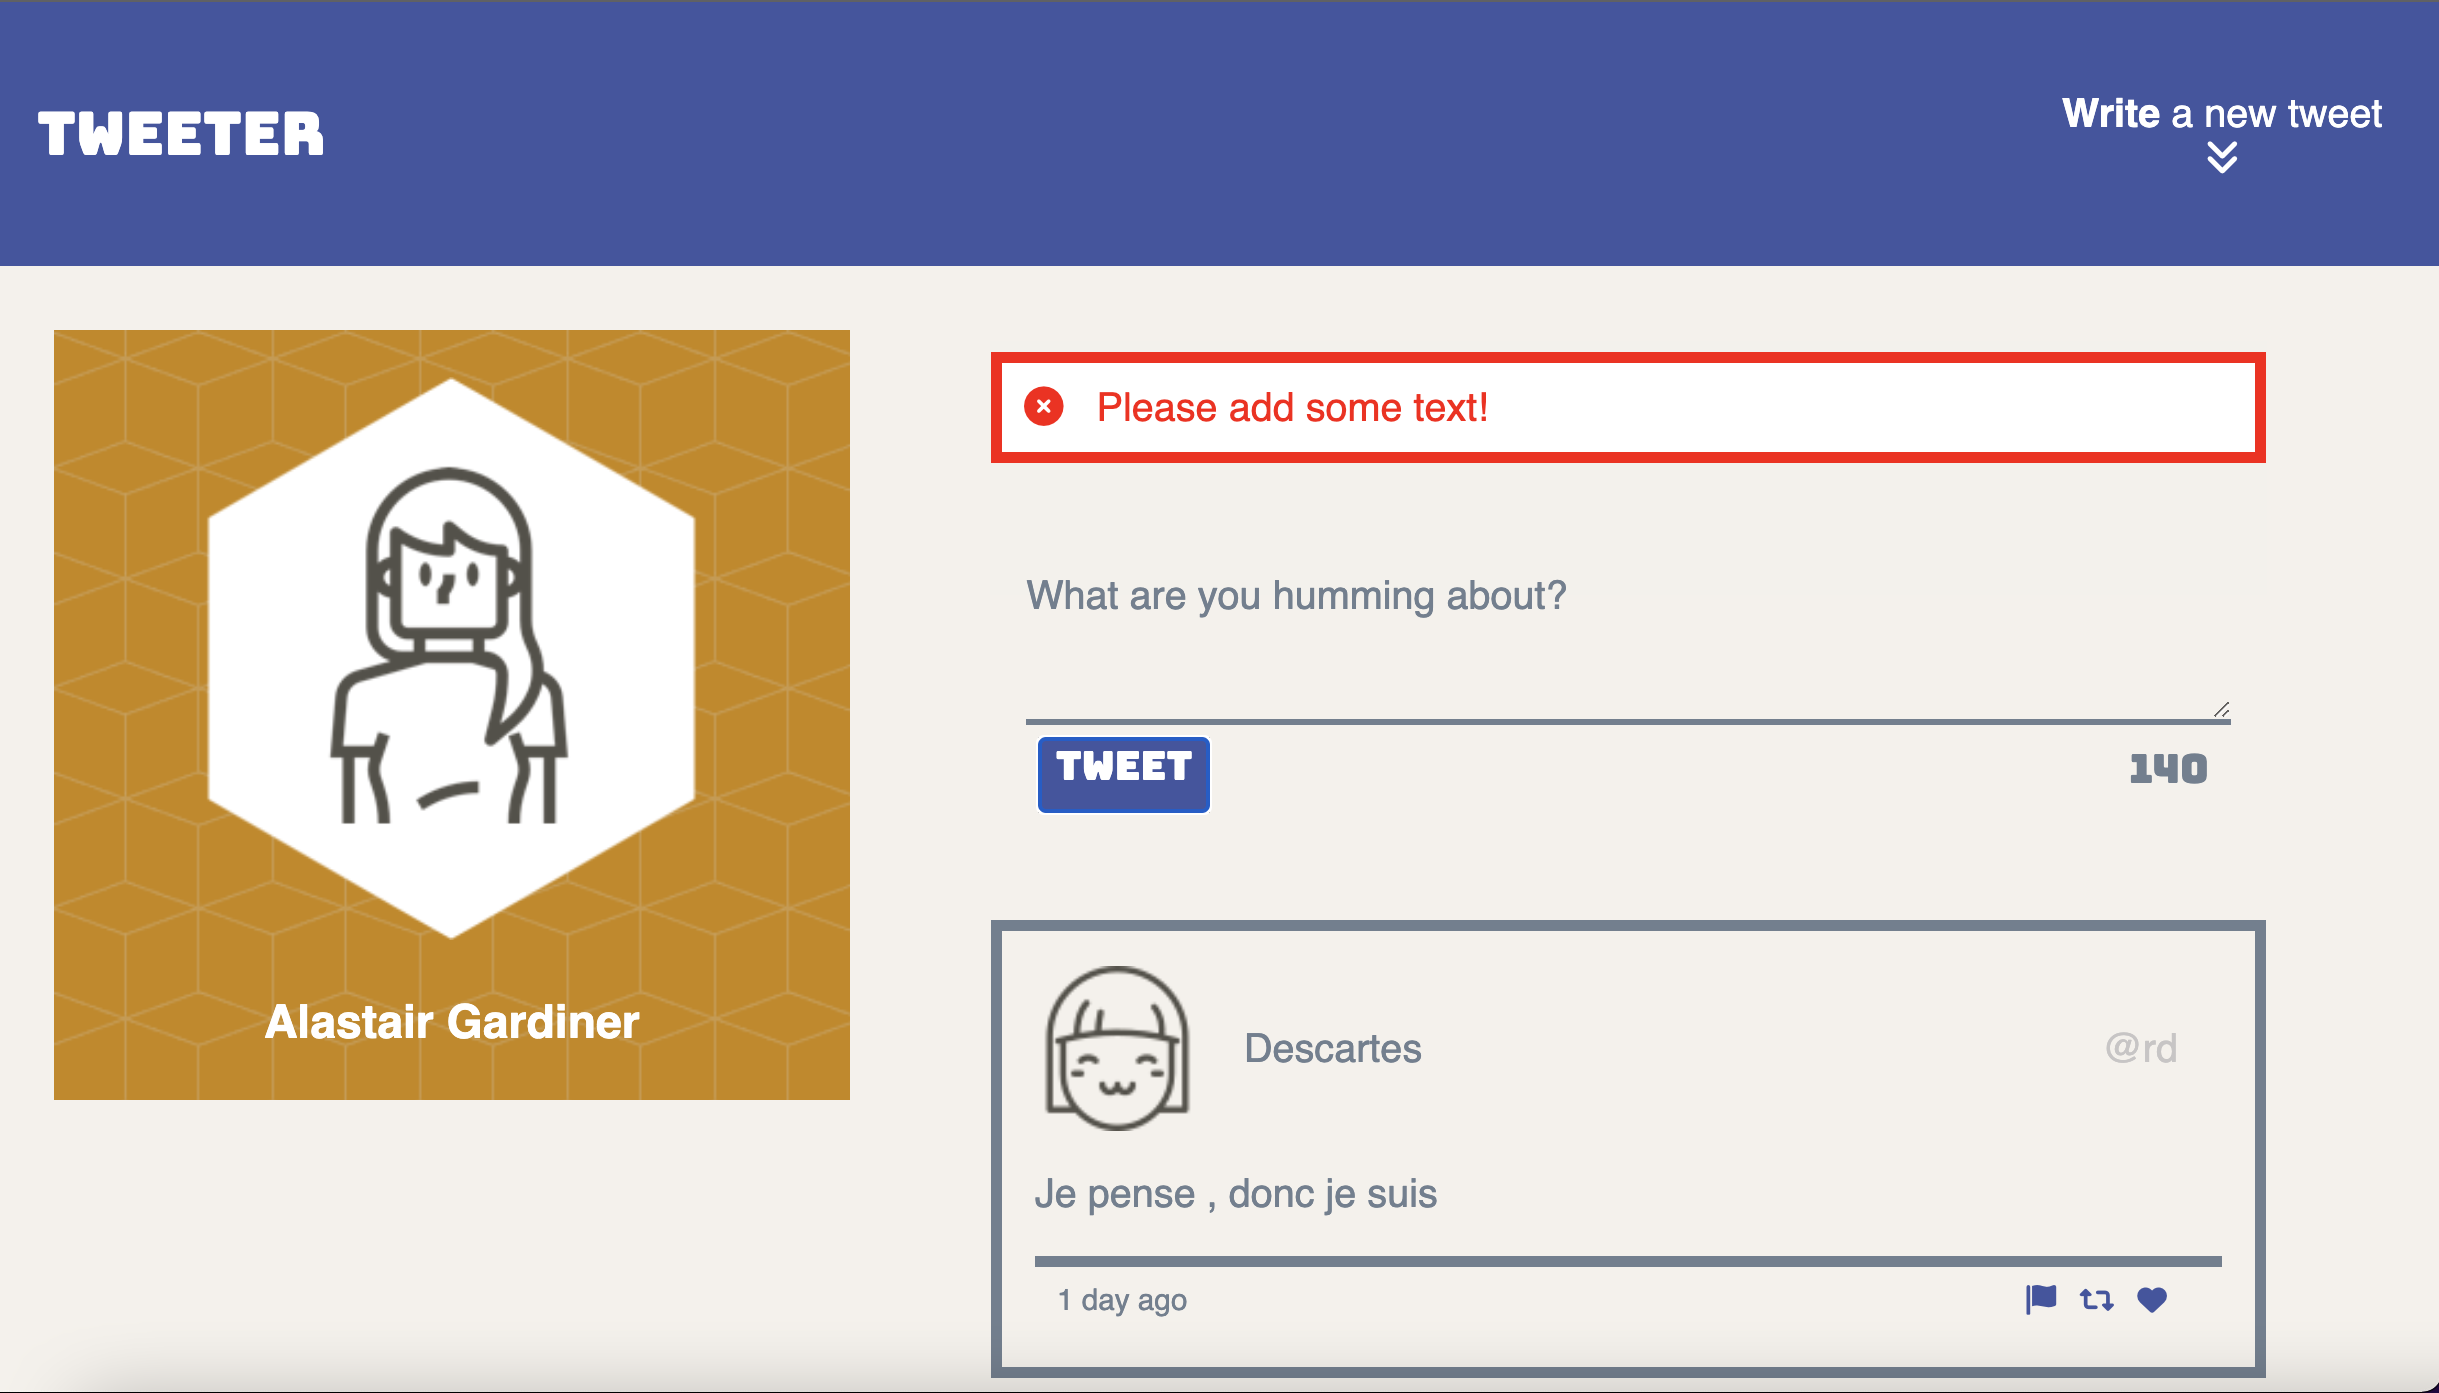 TWEETER
Write a new tweet
Alastair Gardiner
Please add some text!
What are you humming about?
TWEET
140
Descartes
@rd
Je pense , donc je suis
1 day ago